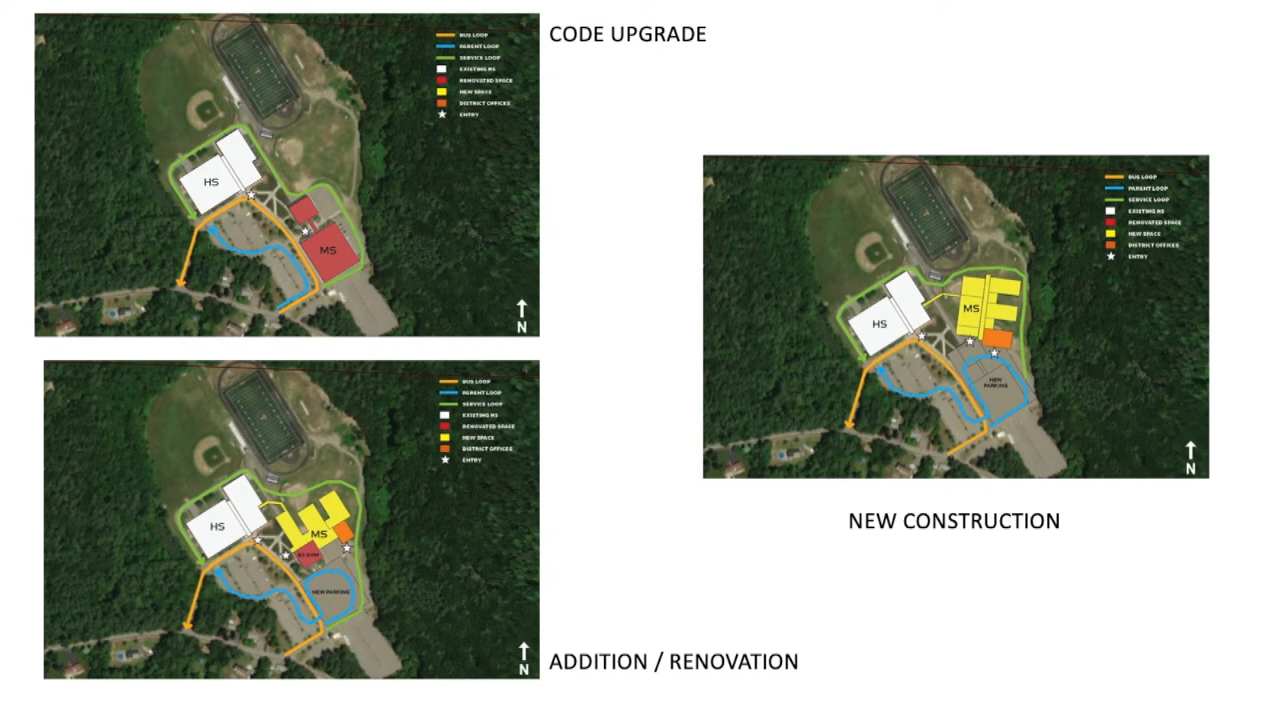 CODE UPGRADE
BUS LOOP
PARENT LOOP
SERVICE LOOP
EXISTING HS
RENOVATED SPACE
NEW SPACE
DISTRICT OFFICES
ENTRY
HS
MS
N
BUS LOOP
PARENT LOOP
SERVICE LOOP
EXISTING HS
RENOVATED SPACE
NEW SPACE
DISTRICT OFFICES
ENTRY
HS
MS
NEW
PARKING
N
NEW CONSTRUCTION
BUS LOOP
PARENT LOOP
SERVICE LOOP
EXISTING HS
RENOVATED SPACE
NEW SPACE
DISTRICT OFFICES
ENTRY
HS
MS
GYM
NEW PARKING
N
ADDITION / RENOVATION